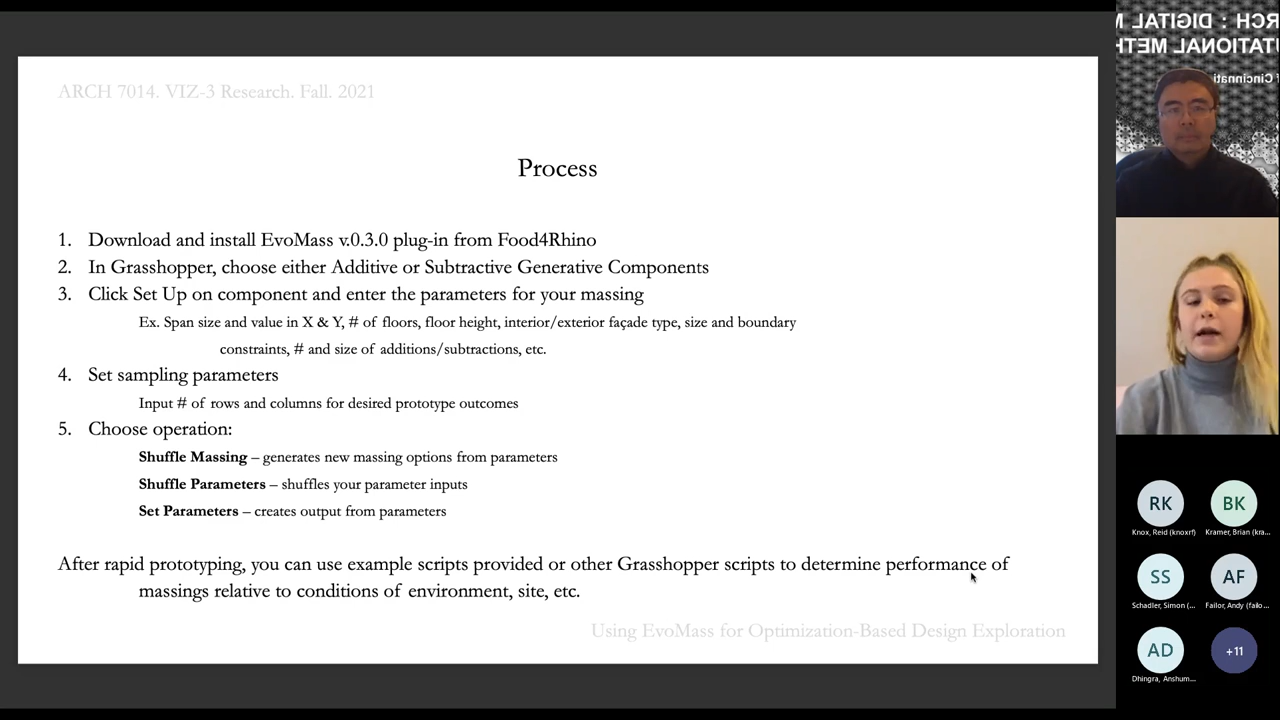 ARCH 7014. VIZ-3 Research. Fall. 2021
Process
1. Download and install EvoMass v.0.3.0 plug-in from Food4Rhino
2. In Grasshopper, choose either Additive or Subtractive Generative Components
3. Click Set Up on component and enter the parameters for your massing
Ex. Span size and value in X & Y, # of floors, floor height, interior/exterior façade type, size and boundary
constraints, # and size of additions/subtractions, etc.
4. Set sampling parameters
Input # of rows and columns for desired prototype outcomes
5. Choose operation:
Shuffle Massing – generates new massing options from parameters
Shuffle Parameters – shuffles your parameter inputs
Set Parameters – creates output from parameters
After rapid prototyping, you can use example scripts provided or other Grasshopper scripts to determine performance of
massings relative to conditions of environment, site, etc.
Using EvoMass for Optimization-Based Design Exploration
RCH : DIGITAL M
UTATIONAL METH
f Cincinnati
RK
Knox, Reid (knoxrf)
BK
Kramer, Brian (kra...
SS
Schadler, Simon (...
AF
Failor, Andy (failo...
AD
Dhingra, Anshum...
+11